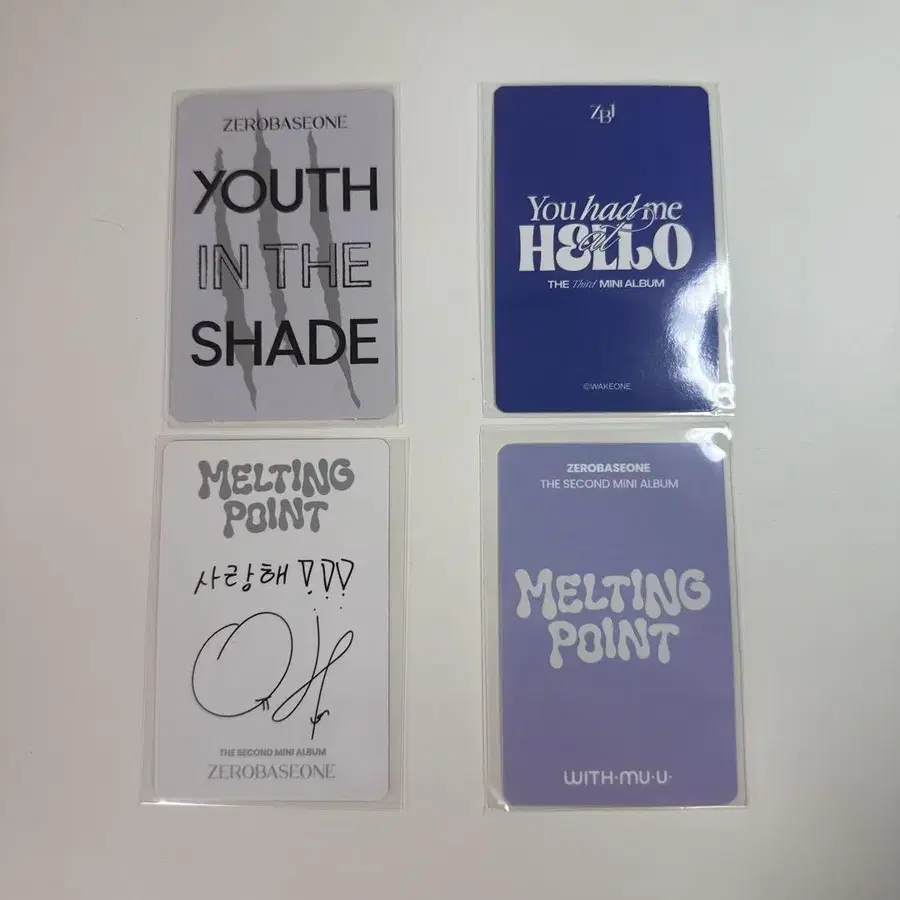 ZEROBASEONE
YOUTH
IN THE
SHADE
ZB1
You had me
at
HELLO
THE Third MINI ALBUM
©WAKEONE.
MELTING
POINT
사랑해!!!
THE SECOND MINI ALBUM
ZEROBASEONE
ZEROBASEONE
THE SECOND MINI ALBUM
MELTING
POINT
WITH·MU·U·